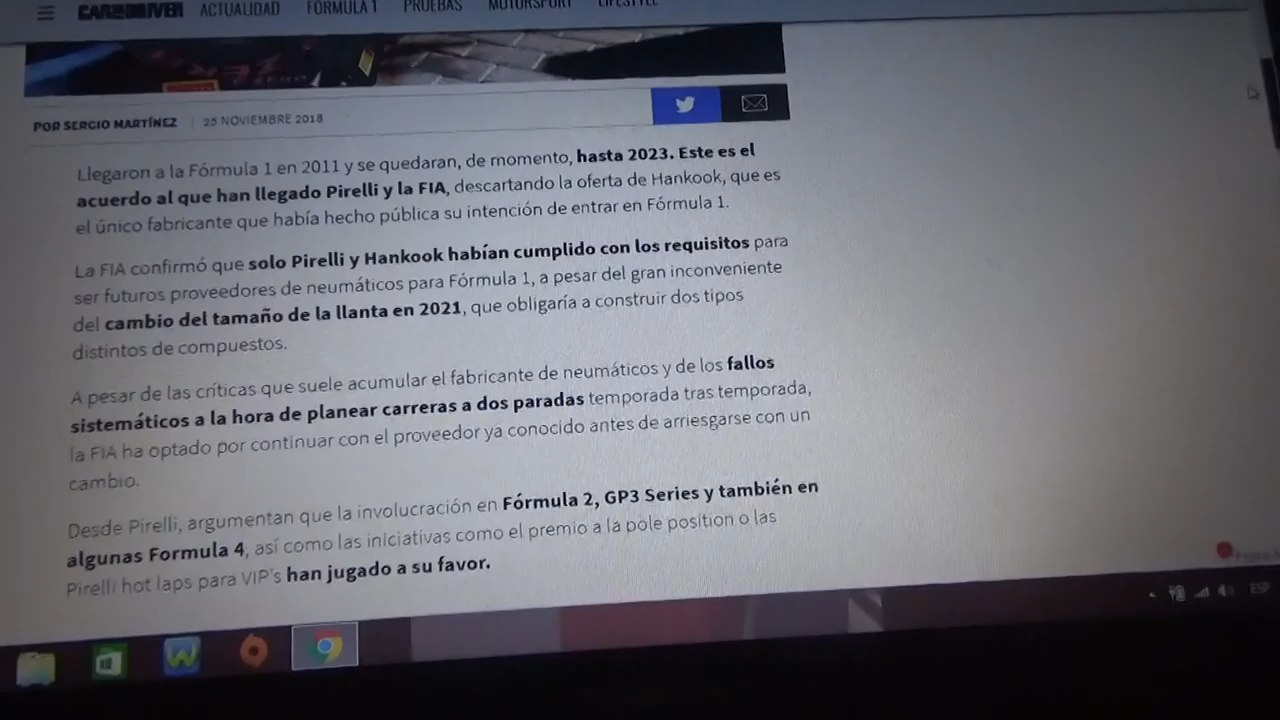 CAR AND DRIVER ACTUALIDAD FÓRMULA 1 PRUEBAS MOTORSPORT LIFESTYLE
POR SERGIO MARTÍNEZ | 25 NOVIEMBRE 2018
Llegaron a la Fórmula 1 en 2011 y se quedaran, de momento, hasta 2023. Este es el
acuerdo al que han llegado Pirelli y la FIA, descartando la oferta de Hankook, que es
el único fabricante que había hecho pública su intención de entrar en Fórmula 1.
La FIA confirmó que solo Pirelli y Hankook habían cumplido con los requisitos para
ser futuros proveedores de neumáticos para Fórmula 1, a pesar del gran inconveniente
del cambio del tamaño de la llanta en 2021, que obligaría a construir dos tipos
distintos de compuestos.
A pesar de las críticas que suele acumular el fabricante de neumáticos y de los fallos
sistemáticos a la hora de planear carreras a dos paradas temporada tras temporada,
la FIA ha optado por continuar con el proveedor ya conocido antes de arriesgarse con un
cambio.
Desde Pirelli, argumentan que la involucración en Fórmula 2, GP3 Series y también en
algunas Formula 4, así como las iniciativas como el premio a la pole position o las
Pirelli hot laps para VIP's han jugado a su favor.
ESP